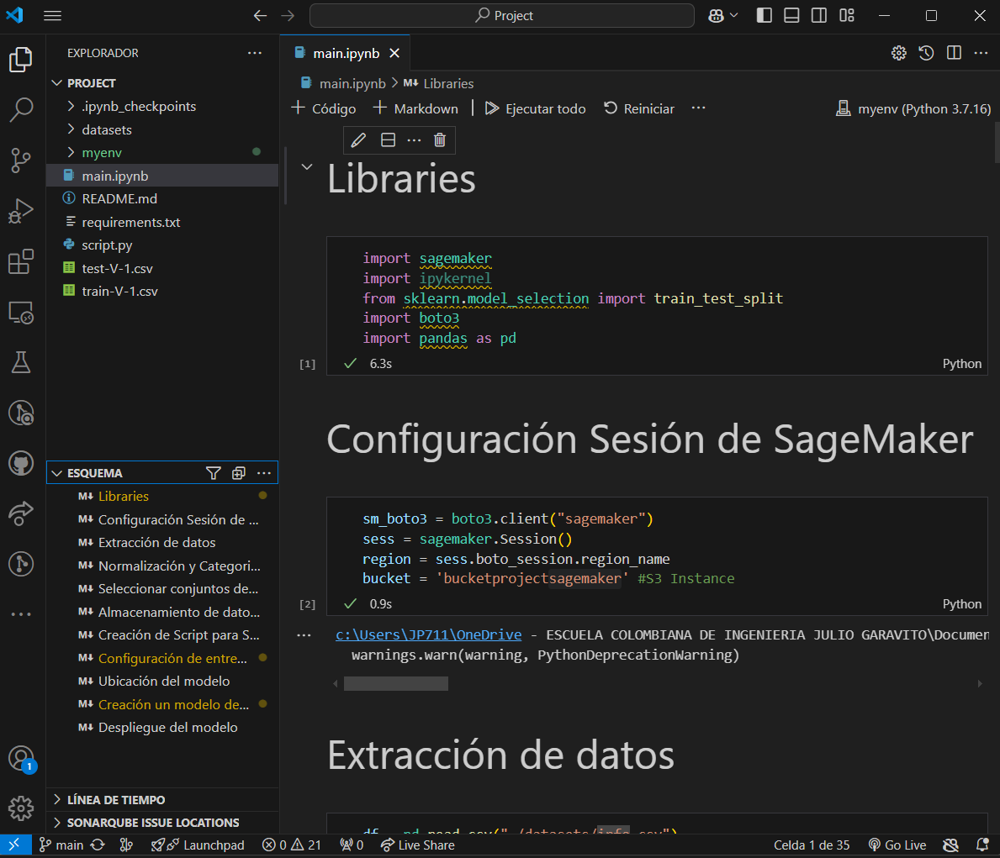 Project
EXPLORADOR
PROJECT
.ipynb_checkpoints
datasets
myenv
main.ipynb
README.md
requirements.txt
script.py
test-V-1.csv
train-V-1.csv
ESQUEMA
M↓ Libraries
M↓ Configuración Sesión de ...
M↓ Extracción de datos
M↓ Normalización y Categori...
M↓ Seleccionar conjuntos de...
M↓ Almacenamiento de dato...
M↓ Creación de Script para S...
M↓ Configuración de entre...
M↓ Ubicación del modelo
M↓ Creación un modelo de...
M↓ Despliegue del modelo
LÍNEA DE TIEMPO
SONARQUBE ISSUE LOCATIONS
1
main.ipynb
main.ipynb > M↓ Libraries
+ Código + Markdown | Ejecutar todo Reiniciar ... myenv (Python 3.7.16)
Libraries
import sagemaker
import ipykernel
from sklearn.model_selection import train_test_split
import boto3
import pandas as pd
[1] ✓ 6.3s Python
Configuración Sesión de SageMaker
sm_boto3 = boto3.client("sagemaker")
sess = sagemaker.Session()
region = sess.boto_session.region_name
bucket = 'bucketprojectsagemaker' #S3 Instance
[2] ✓ 0.9s Python
... c:\Users\JP711\OneDrive - ESCUELA COLOMBIANA DE INGENIERIA JULIO GARAVITO\Documen
warnings.warn(warning, PythonDeprecationWarning)
Extracción de datos
df = pd.read_csv("./datasets/info.csv")
main Launchpad 0 21 0 Live Share Celda 1 de 35 Go Live